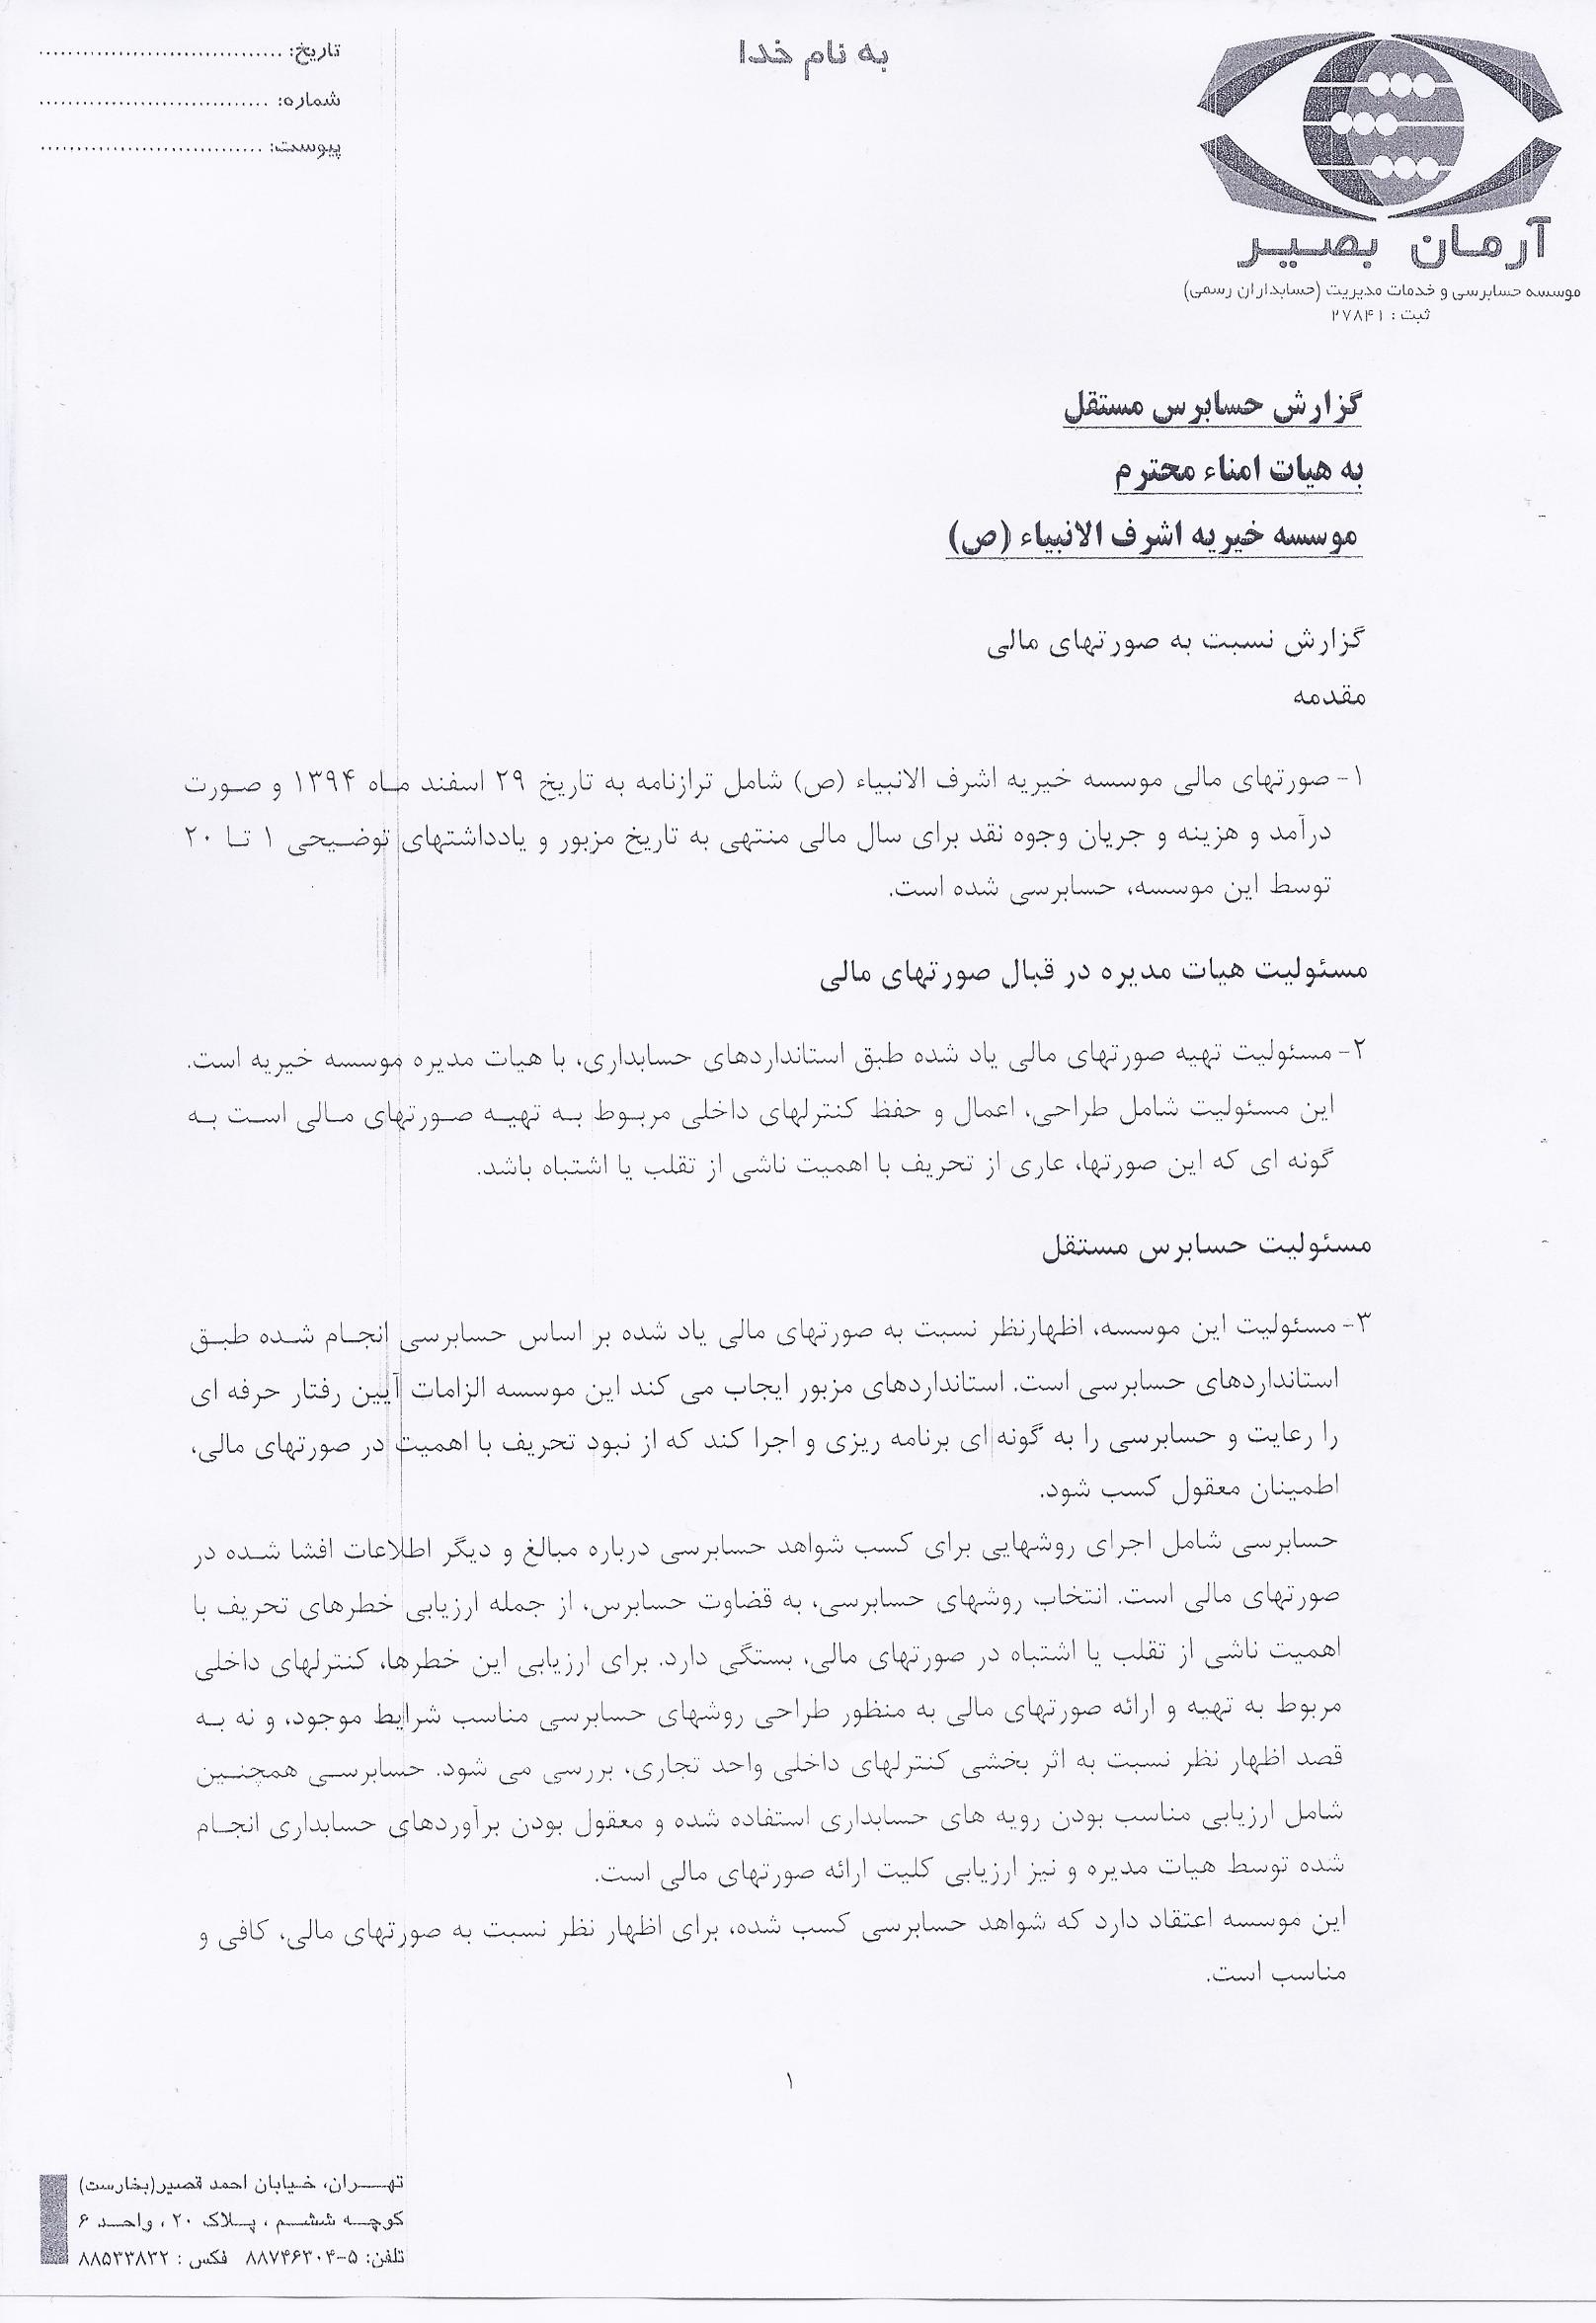 به نام خدا
تاریخ: ................................
شماره: ................................
پیوست: ................................
آرمان بصیر
موسسه حسابرسی و خدمات مدیریت (حسابداران رسمی)
ثبت : ۲۷۸۴۱
گزارش حسابرس مستقل
به هیات امناء محترم
موسسه خیریه اشرف الانبیاء (ص)
گزارش نسبت به صورتهای مالی
مقدمه
۱- صورتهای مالی موسسه خیریه اشرف الانبیاء (ص) شامل ترازنامه به تاریخ ۲۹ اسفند ماه ۱۳۹۴ و صورت
درآمد و هزینه و جریان وجوه نقد برای سال مالی منتهی به تاریخ مزبور و یادداشتهای توضیحی ۱ تا ۲۰
توسط این موسسه، حسابرسی شده است.
مسئولیت هیات مدیره در قبال صورتهای مالی
۲- مسئولیت تهیه صورتهای مالی یاد شده طبق استانداردهای حسابداری، با هیات مدیره موسسه خیریه است.
این مسئولیت شامل طراحی، اعمال و حفظ کنترلهای داخلی مربوط به تهیه صورتهای مالی است به
گونه ای که این صورتها، عاری از تحریف با اهمیت ناشی از تقلب یا اشتباه باشد.
مسئولیت حسابرس مستقل
۳- مسئولیت این موسسه، اظهارنظر نسبت به صورتهای مالی یاد شده بر اساس حسابرسی انجام شده طبق
استانداردهای حسابرسی است. استانداردهای مزبور ایجاب می کند این موسسه الزامات آیین رفتار حرفه ای
را رعایت و حسابرسی را به گونه ای برنامه ریزی و اجرا کند که از نبود تحریف با اهمیت در صورتهای مالی،
اطمینان معقول کسب شود.
حسابرسی شامل اجرای روشهایی برای کسب شواهد حسابرسی درباره مبالغ و دیگر اطلاعات افشا شده در
صورتهای مالی است. انتخاب روشهای حسابرسی، به قضاوت حسابرس، از جمله ارزیابی خطرهای تحریف با
اهمیت ناشی از تقلب یا اشتباه در صورتهای مالی، بستگی دارد. برای ارزیابی این خطرها، کنترلهای داخلی
مربوط به تهیه و ارائه صورتهای مالی به منظور طراحی روشهای حسابرسی مناسب شرایط موجود، و نه به
قصد اظهار نظر نسبت به اثر بخشی کنترلهای داخلی واحد تجاری، بررسی می شود. حسابرسی همچنین
شامل ارزیابی مناسب بودن رویه های حسابداری استفاده شده و معقول بودن برآوردهای حسابداری انجام
شده توسط هیات مدیره و نیز ارزیابی کلیت ارائه صورتهای مالی است.
این موسسه اعتقاد دارد که شواهد حسابرسی کسب شده، برای اظهار نظر نسبت به صورتهای مالی، کافی و
مناسب است.
۱
تهران، خیابان احمد قصیر(بخارست)
کوچه ششم ، پلاک ۲۰ ، واحد ۶
تلفن: ۵-۸۸۷۴۶۳۰۴ فکس : ۸۸۵۳۳۸۳۲